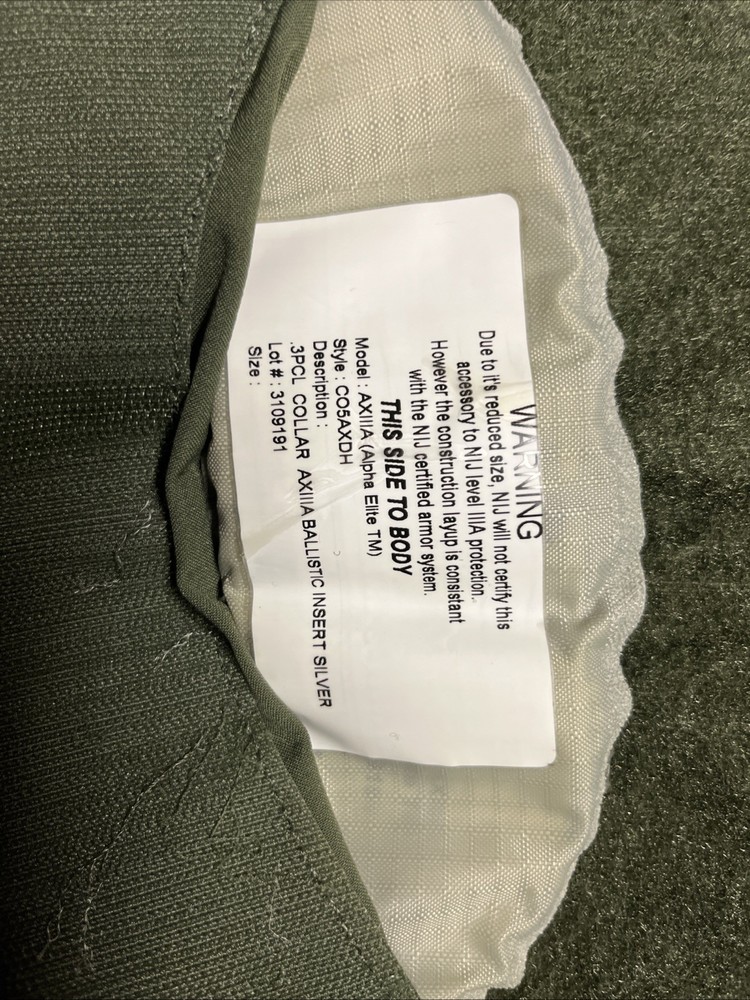 WARNING
Due to it's reduced size, NIJ will not certify this
accessory to NIJ level IIIA protection.
However the construction layup is consistant
with the NIJ certified armor system.
THIS SIDE TO BODY
Model : AXIIIA (Alpha Elite TM)
Style : CO5AXDH
Description :
.3PCL COLLAR AXIIIA BALLISTIC INSERT SILVER
Lot # : 3109191
Size :